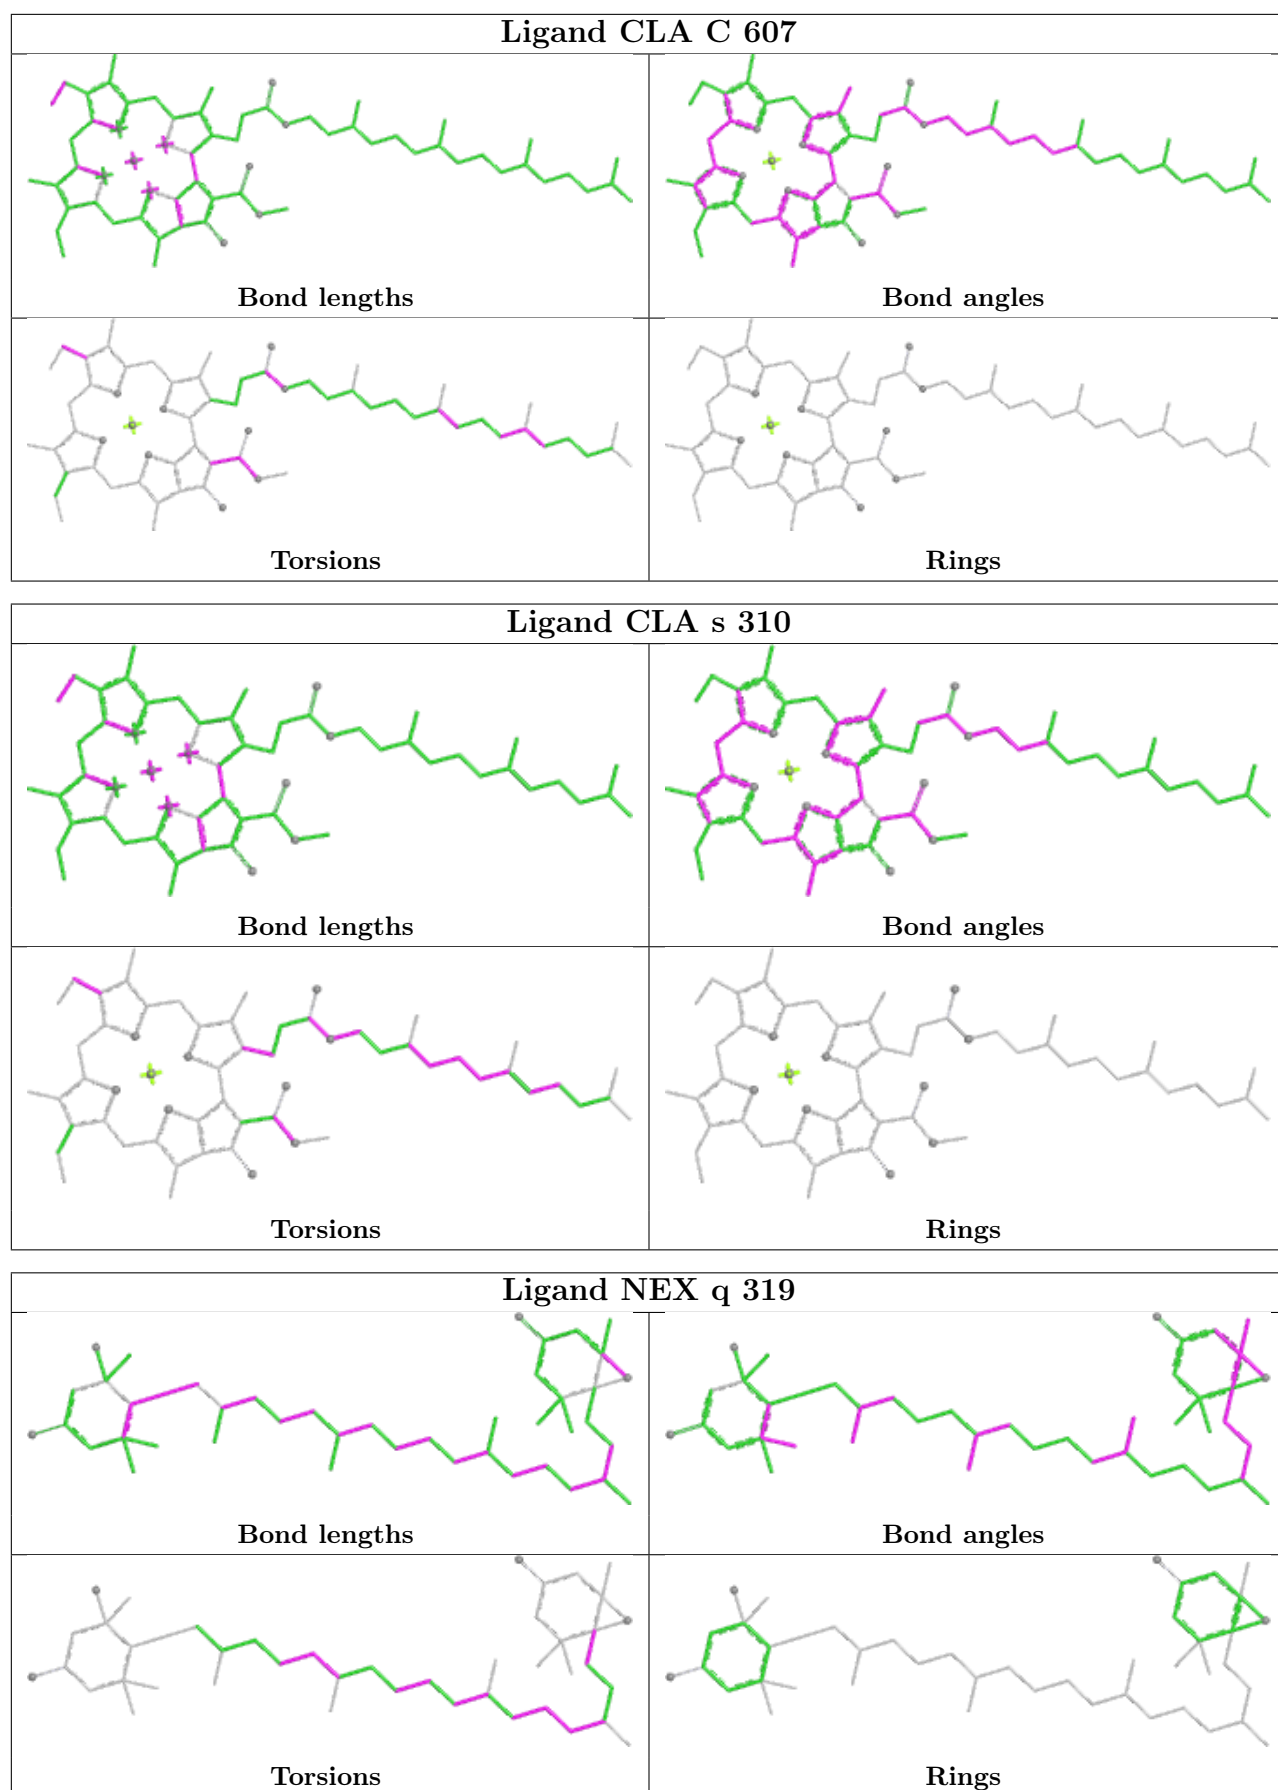 Ligand CLA C 607
Bond lengths
Bond angles
Torsions
Rings
Ligand CLA s 310
Bond lengths
Bond angles
Torsions
Rings
Ligand NEX q 319
Bond lengths
Bond angles
Torsions
Rings